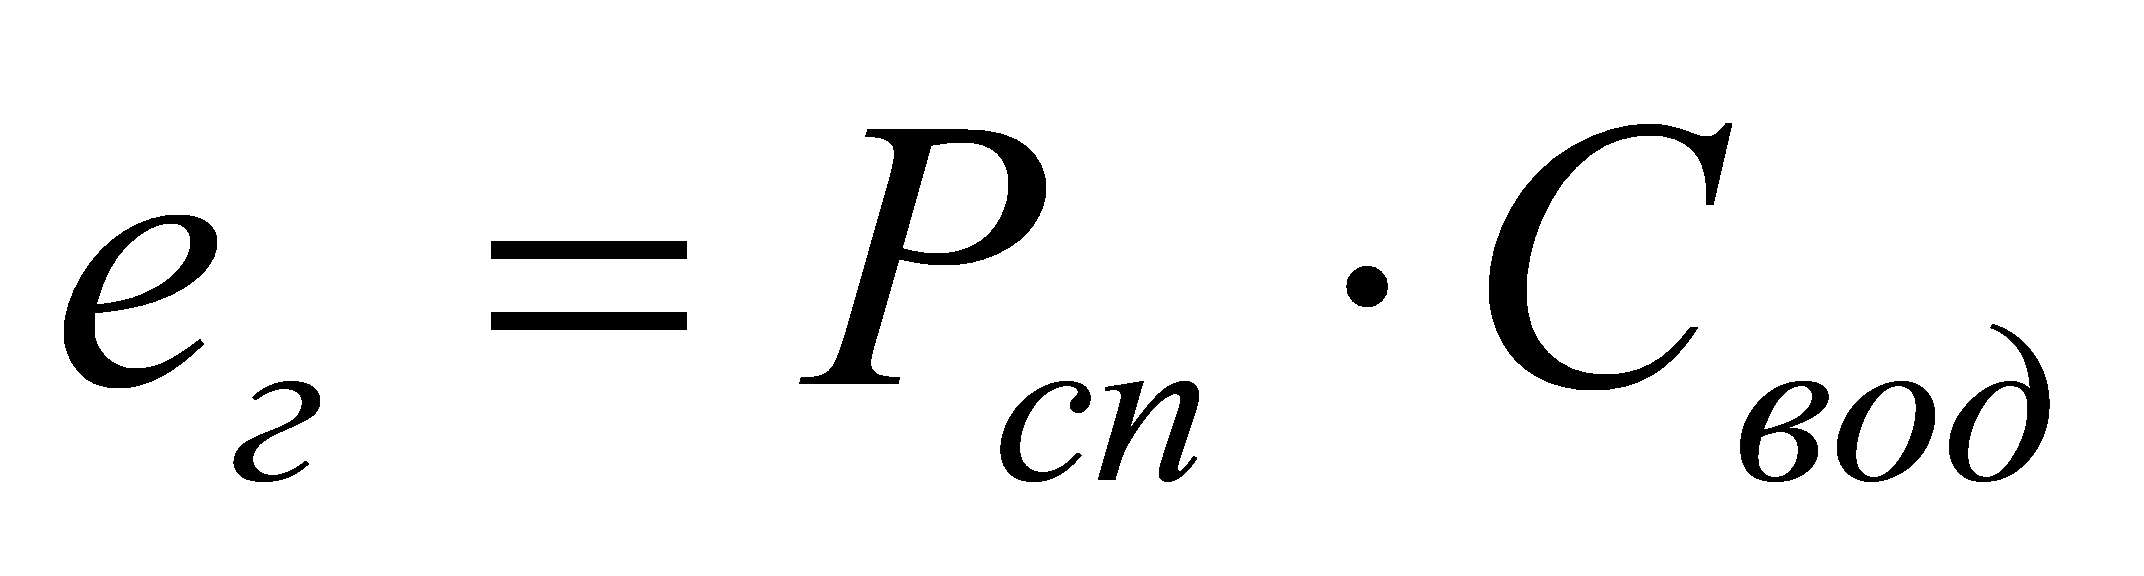 e_г = P_сп · C_вод